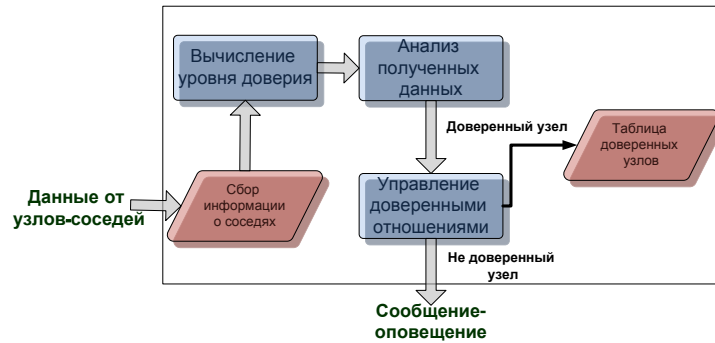 Вычисление
уровня доверия
Анализ
полученных
данных
Доверенный узел
Таблица
доверенных
узлов
Данные от
узлов-соседей
Сбор
информации
о соседях
Управление
доверенными
отношениями
Не доверенный
узел
Сообщение-
оповещение